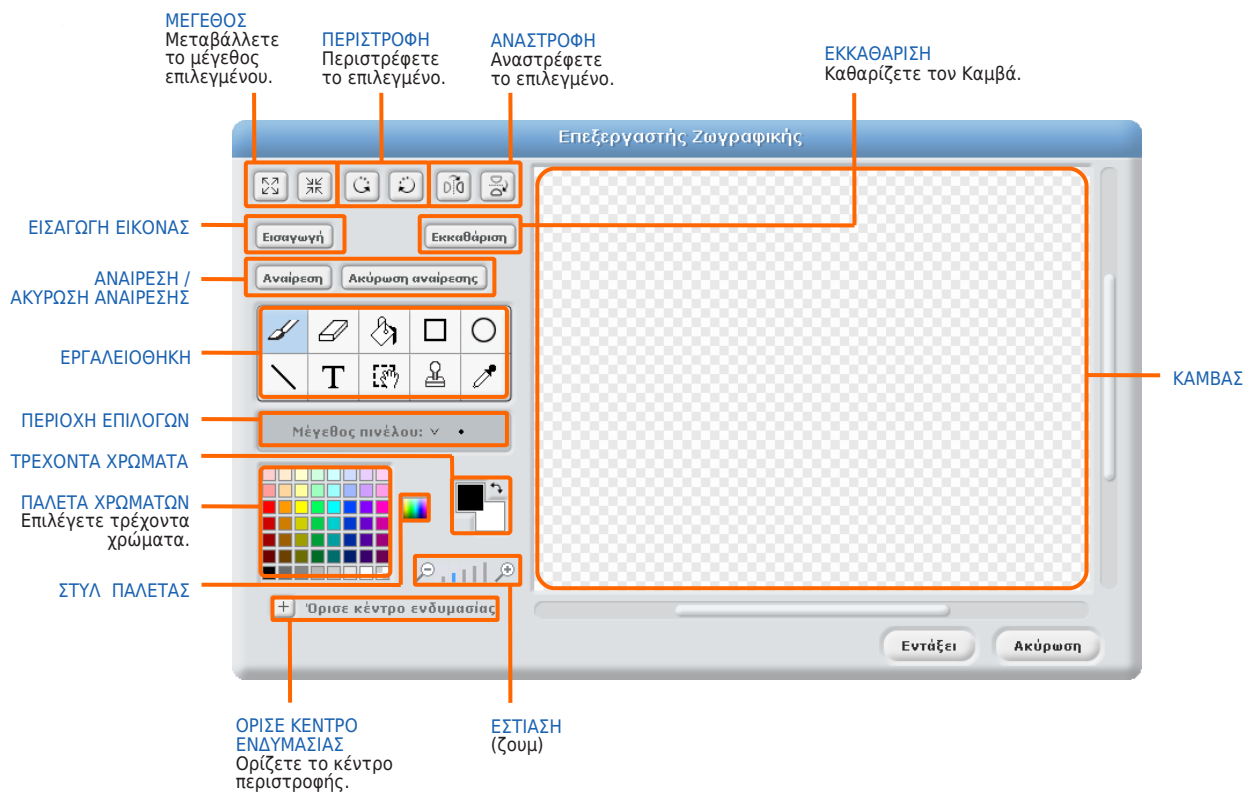 ΜΕΓΕΘΟΣ
Μεταβάλλετε
το μέγεθος
επιλεγμένου.
ΠΕΡΙΣΤΡΟΦΗ
Περιστρέφετε
το επιλεγμένο.
ΑΝΑΣΤΡΟΦΗ
Αναστρέφετε
το επιλεγμένο.
ΕΚΚΑΘΑΡΙΣΗ
Καθαρίζετε τον Καμβά.
Επεξεργαστής Ζωγραφικής
ΕΙΣΑΓΩΓΗ ΕΙΚΟΝΑΣ
Εισαγωγή
Εκκαθάριση
ΑΝΑΙΡΕΣΗ /
ΑΚΥΡΩΣΗ ΑΝΑΙΡΕΣΗΣ
Αναίρεση
Ακύρωση αναίρεσης
ΕΡΓΑΛΕΙΟΘΗΚΗ
T
ΚΑΜΒΑΣ
ΠΕΡΙΟΧΗ ΕΠΙΛΟΓΩΝ
Μέγεθος πινέλου:
ΤΡΕΧΟΝΤΑ ΧΡΩΜΑΤΑ
ΠΑΛΕΤΑ ΧΡΩΜΑΤΩΝ
Επιλέγετε τρέχοντα
χρώματα.
ΣΤΥΛ ΠΑΛΕΤΑΣ
Όρισε κέντρο ενδυμασίας
Εντάξει
Ακύρωση
ΟΡΙΣΕ ΚΕΝΤΡΟ
ΕΝΔΥΜΑΣΙΑΣ
Ορίζετε το κέντρο
περιστροφής.
ΕΣΤΙΑΣΗ
(ζουμ)